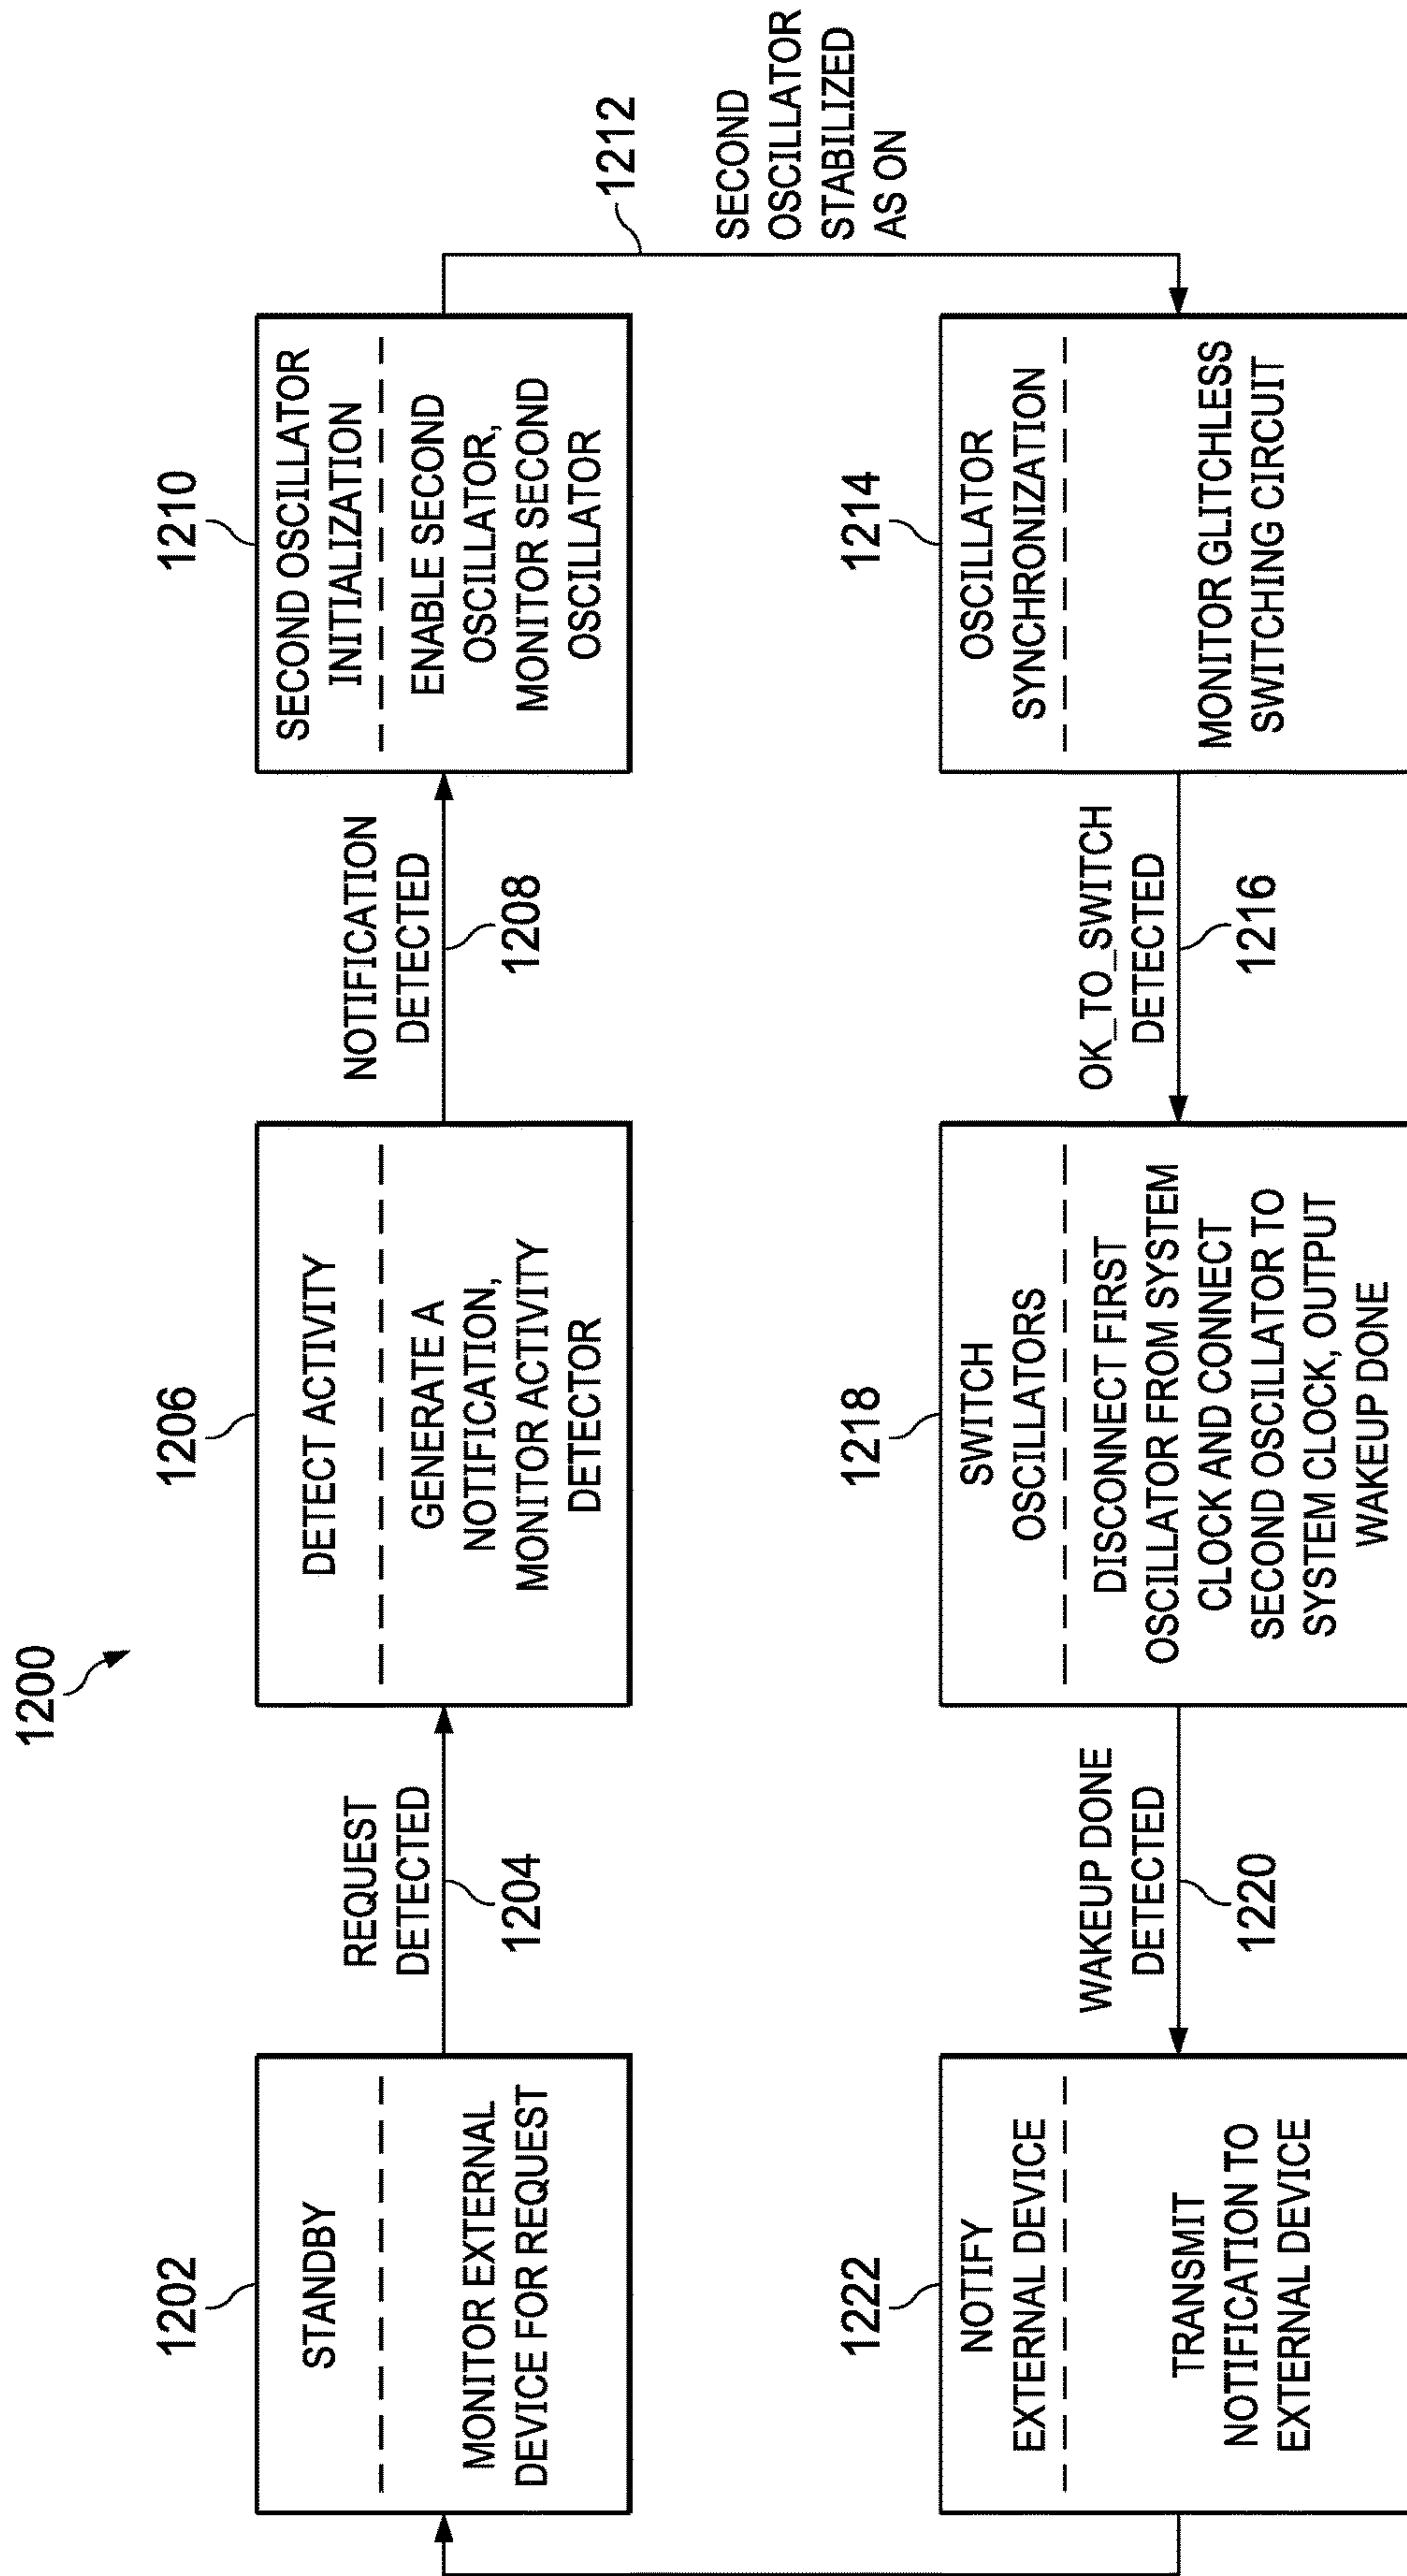 1200
1202
STANDBY
MONITOR EXTERNAL
DEVICE FOR REQUEST
REQUEST
DETECTED
1204
1206
DETECT ACTIVITY
GENERATE A
NOTIFICATION,
MONITOR ACTIVITY
DETECTOR
NOTIFICATION
DETECTED
1208
1210
SECOND OSCILLATOR
INITIALIZATION
ENABLE SECOND
OSCILLATOR,
MONITOR SECOND
OSCILLATOR
1212
SECOND
OSCILLATOR
STABILIZED
AS ON
1214
OSCILLATOR
SYNCHRONIZATION
MONITOR GLITCHLESS
SWITCHING CIRCUIT
OK_TO_SWITCH
DETECTED
1216
1218
SWITCH
OSCILLATORS
DISCONNECT FIRST
OSCILLATOR FROM SYSTEM
CLOCK AND CONNECT
SECOND OSCILLATOR TO
SYSTEM CLOCK, OUTPUT
WAKEUP DONE
WAKEUP DONE
DETECTED
1220
1222
NOTIFY
EXTERNAL DEVICE
TRANSMIT
NOTIFICATION TO
EXTERNAL DEVICE